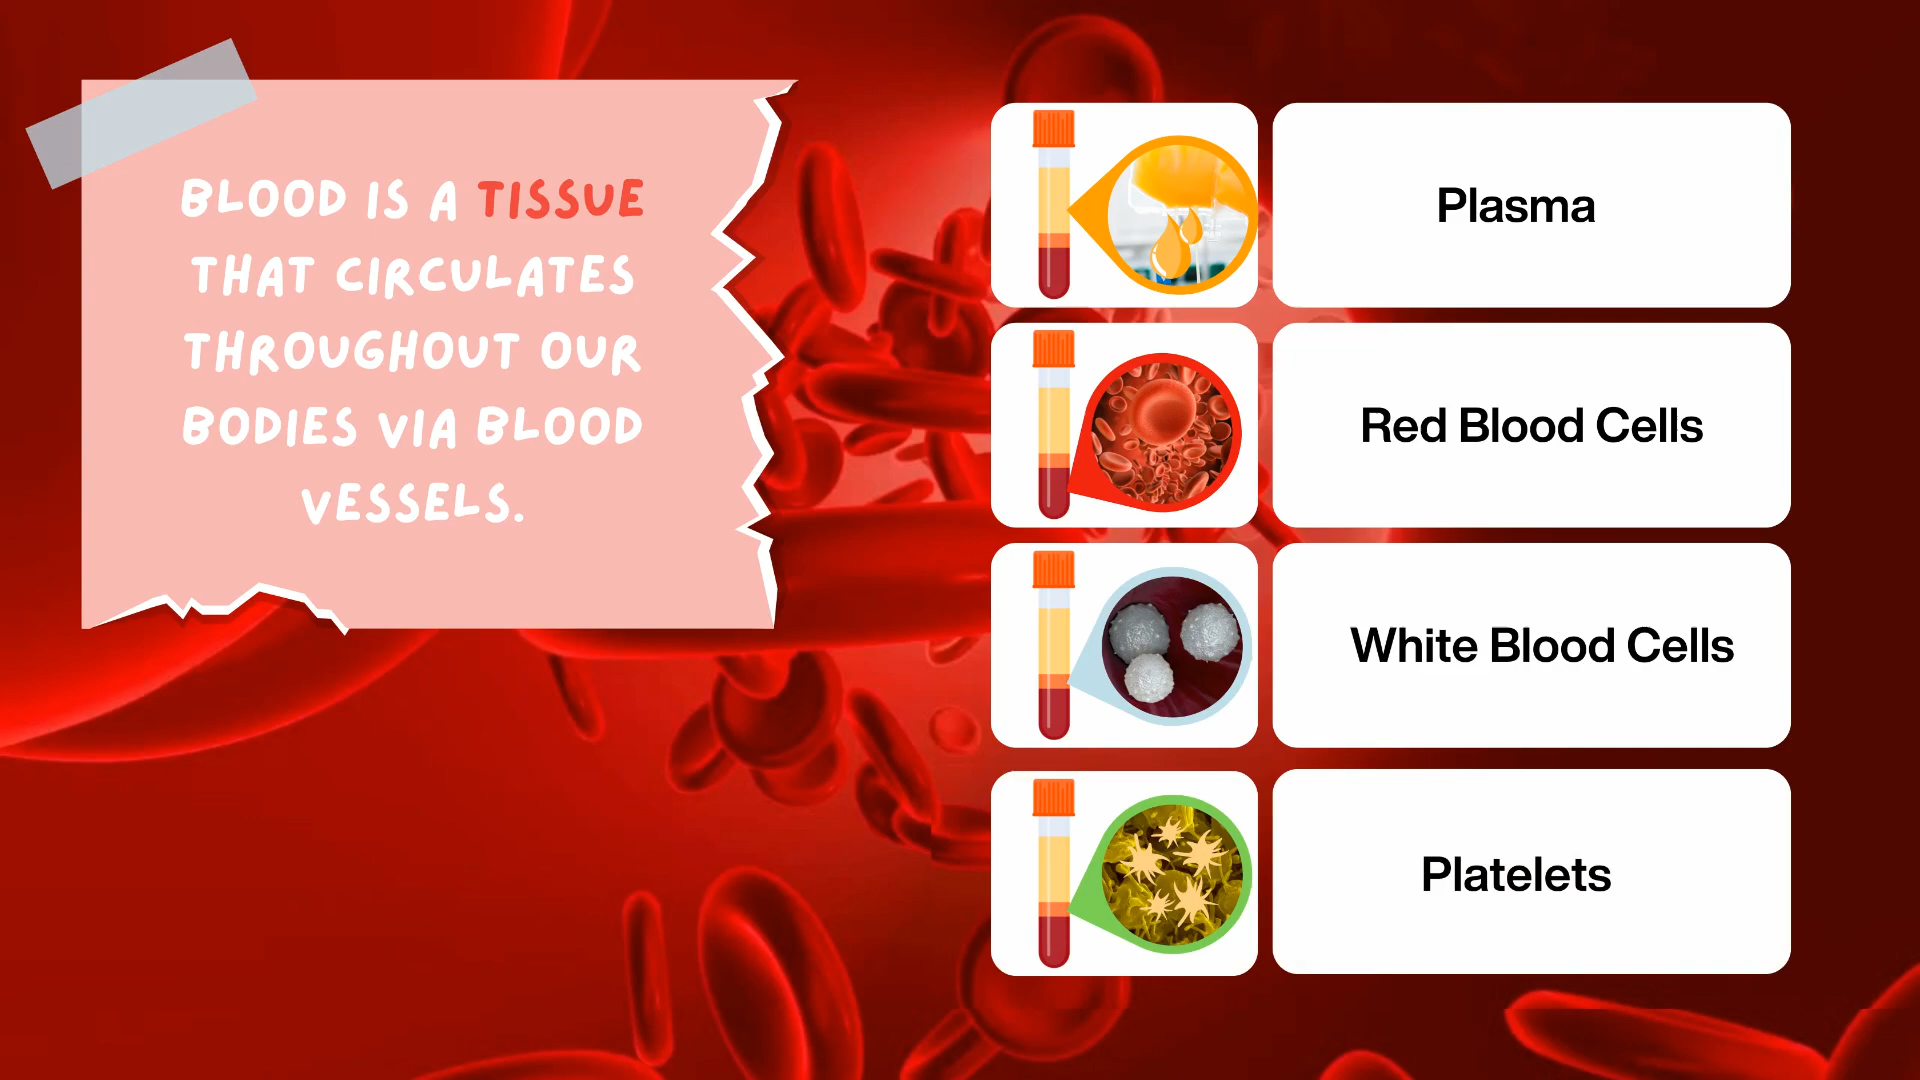 BLOOD IS A TISSUE
THAT CIRCULATES
THROUGHOUT OUR
BODIES VIA BLOOD
VESSELS.
Plasma
Red Blood Cells
White Blood Cells
Platelets